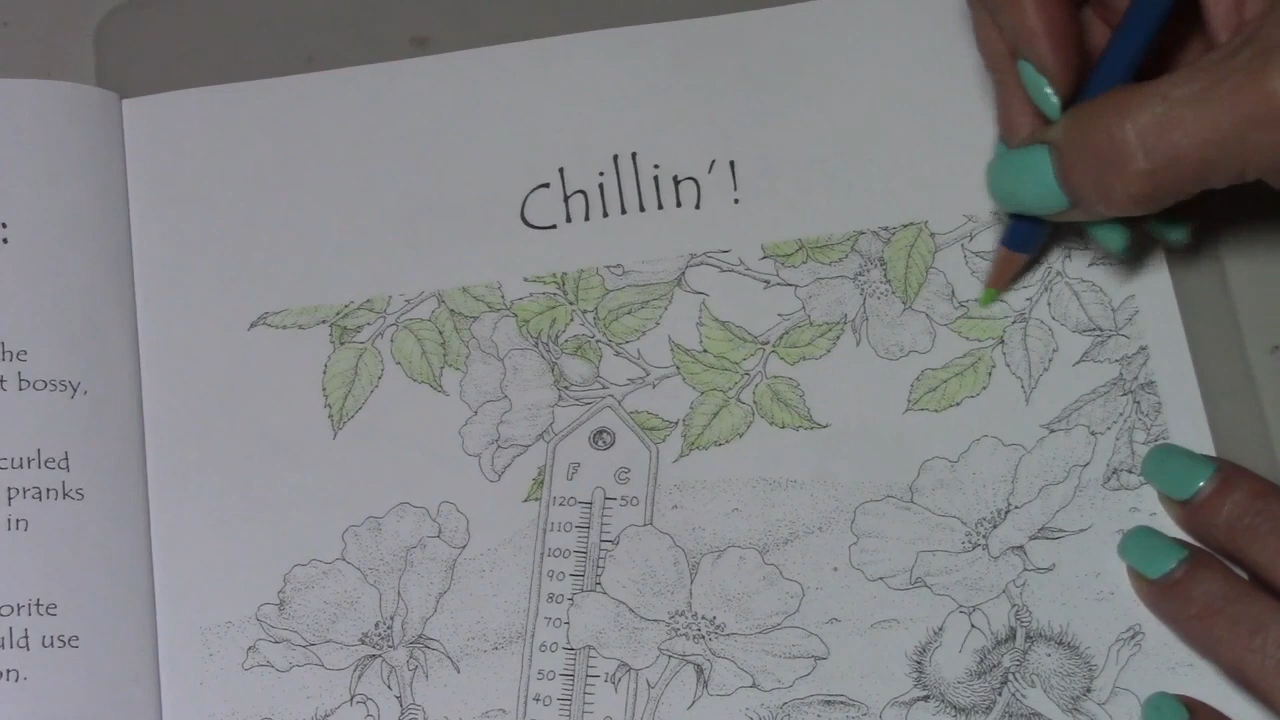 Chillin'!
:
he
t bossy,
curled
pranks
in
orite
uld use
n.
F C
120 50
110
100
90
80
70
60
50 10
40